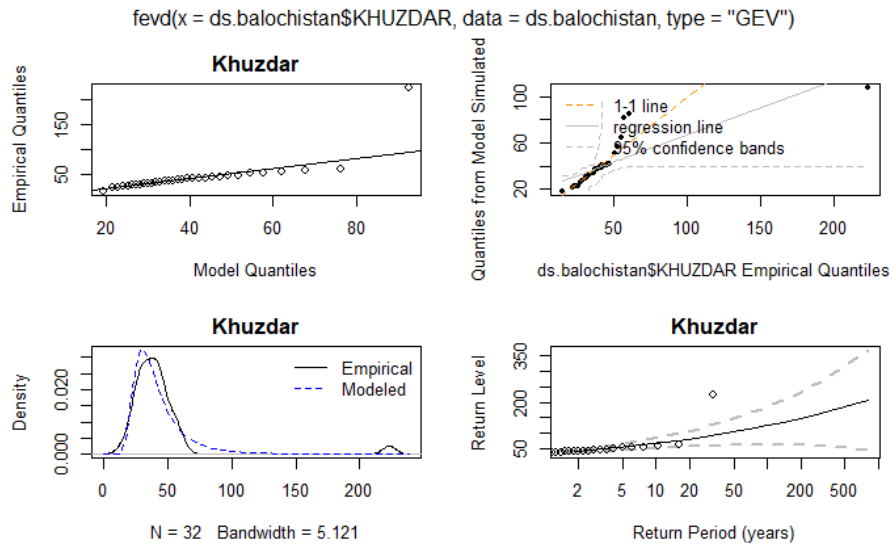 fevd(x = ds.balochistan$KHUZDAR, data = ds.balochistan, type = "GEV")
Khuzdar
Empirical Quantiles
150
50
20
40
60
80
Model Quantiles
Quantiles from Model Simulated
100
60
20
1-1 line
regression line
95% confidence bands
50
100
150
200
ds.balochistan$KHUZDAR Empirical Quantiles
Khuzdar
Density
0.020
0.000
Empirical
Modeled
0
50
100
150
200
N = 32 Bandwidth = 5.121
Khuzdar
Return Level
350
200
50
2
5
10
20
50
200
500
Return Period (years)